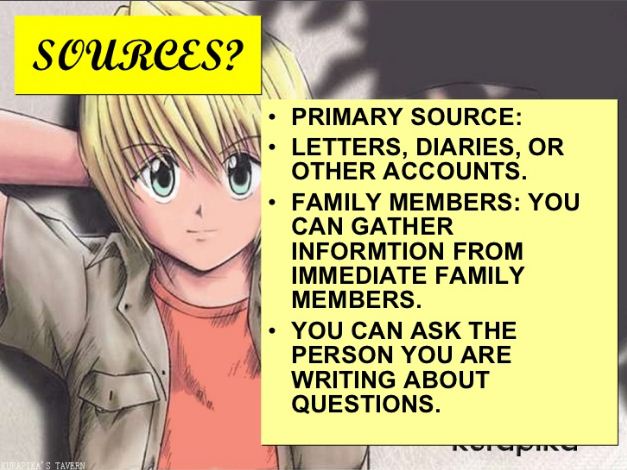 SOURCES?
• PRIMARY SOURCE:
• LETTERS, DIARIES, OR
OTHER ACCOUNTS.
• FAMILY MEMBERS: YOU
CAN GATHER
INFORMTION FROM
IMMEDIATE FAMILY
MEMBERS.
• YOU CAN ASK THE
PERSON YOU ARE
WRITING ABOUT
QUESTIONS.
kurapika
KURAPIKA'S TAVERN